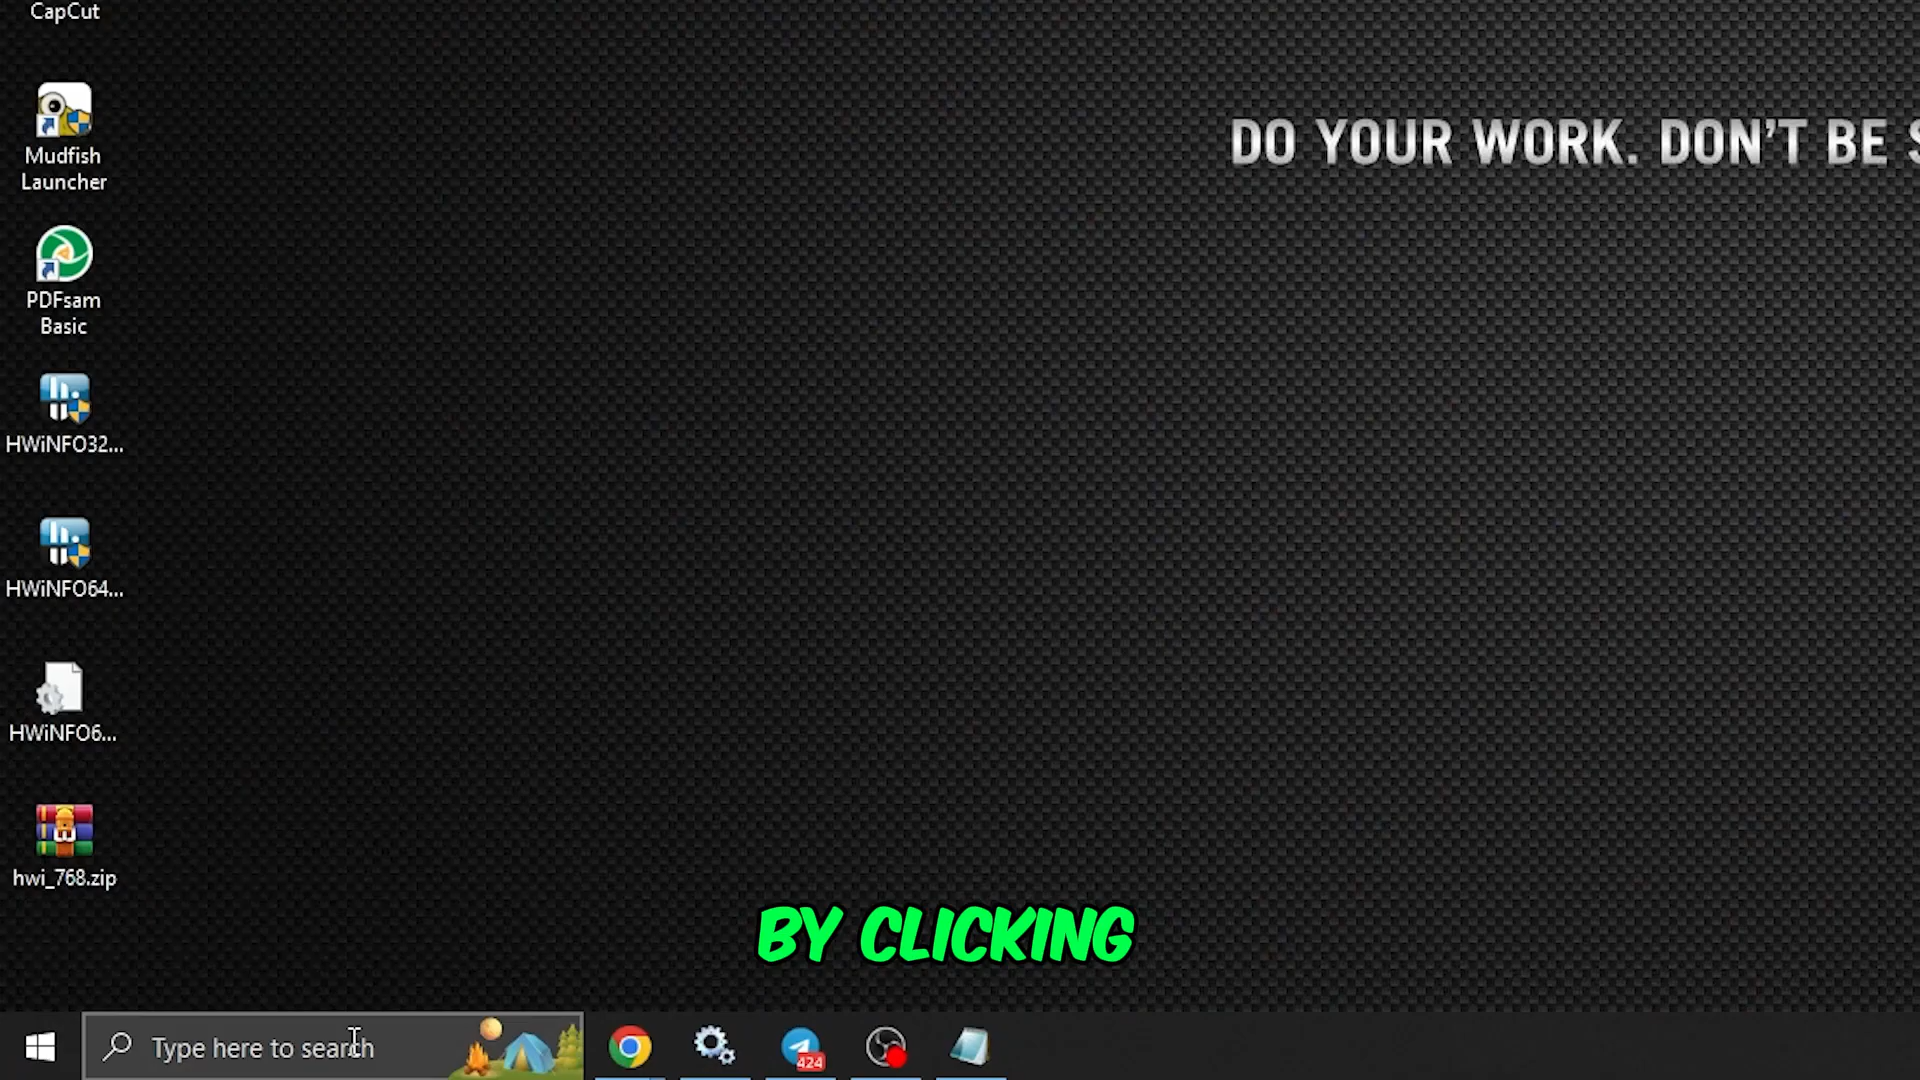 CapCut
DO YOUR WORK. DON'T BE S
Mudfish
Launcher
PDFsam
Basic
HWiNFO32...
HWiNFO64...
HWiNFO6...
hwi_768.zip
BY CLICKING
Type here to search
424